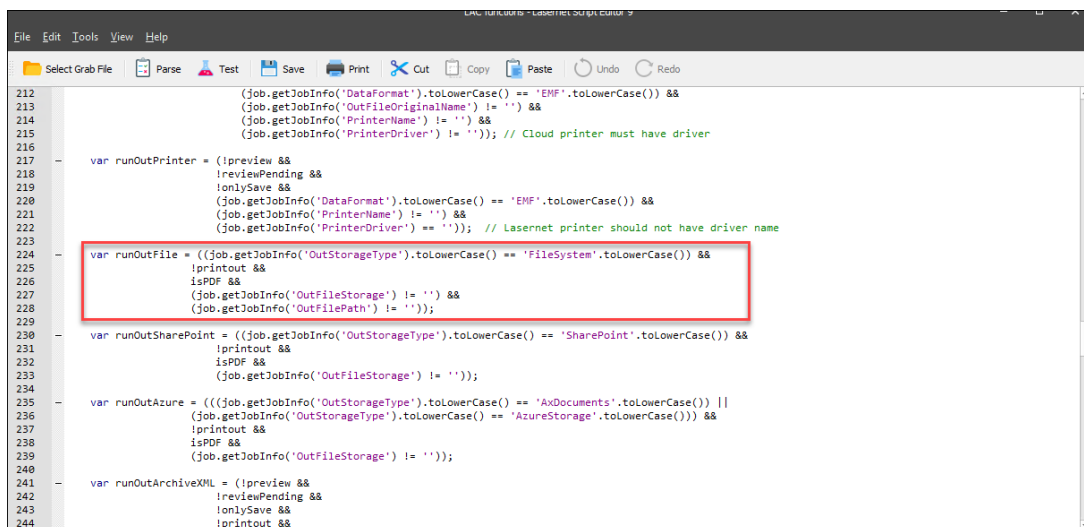 LAC functions - Lasernet Script Editor 9
File Edit Tools View Help
Select Grab File Parse Test Save Print Cut Copy Paste Undo Redo
212 (job.getJobInfo('DataFormat').toLowerCase() == 'EMF'.toLowerCase()) &&
213 (job.getJobInfo('OutFileOriginalName') != '') &&
214 (job.getJobInfo('PrinterName') != '') &&
215 (job.getJobInfo('PrinterDriver') != '')); // Cloud printer must have driver
216
217 var runOutPrinter = (!preview &&
218 !reviewPending &&
219 !onlySave &&
220 (job.getJobInfo('DataFormat').toLowerCase() == 'EMF'.toLowerCase()) &&
221 (job.getJobInfo('PrinterName') != '') &&
222 (job.getJobInfo('PrinterDriver') == '')); // Lasernet printer should not have driver name
223
224 var runOutFile = ((job.getJobInfo('OutStorageType').toLowerCase() == 'FileSystem'.toLowerCase()) &&
225 !printout &&
226 isPDF &&
227 (job.getJobInfo('OutFileStorage') != '') &&
228 (job.getJobInfo('OutFilePath') != ''));
229
230 var runOutSharePoint = ((job.getJobInfo('OutStorageType').toLowerCase() == 'SharePoint'.toLowerCase()) &&
231 !printout &&
232 isPDF &&
233 (job.getJobInfo('OutFileStorage') != ''));
234
235 var runOutAzure = (((job.getJobInfo('OutStorageType').toLowerCase() == 'AxDocuments'.toLowerCase()) ||
236 (job.getJobInfo('OutStorageType').toLowerCase() == 'AzureStorage'.toLowerCase())) &&
237 !printout &&
238 isPDF &&
239 (job.getJobInfo('OutFileStorage') != ''));
240
241 var runOutArchiveXML = (!preview &&
242 !reviewPending &&
243 !onlySave &&
244 !printout &&